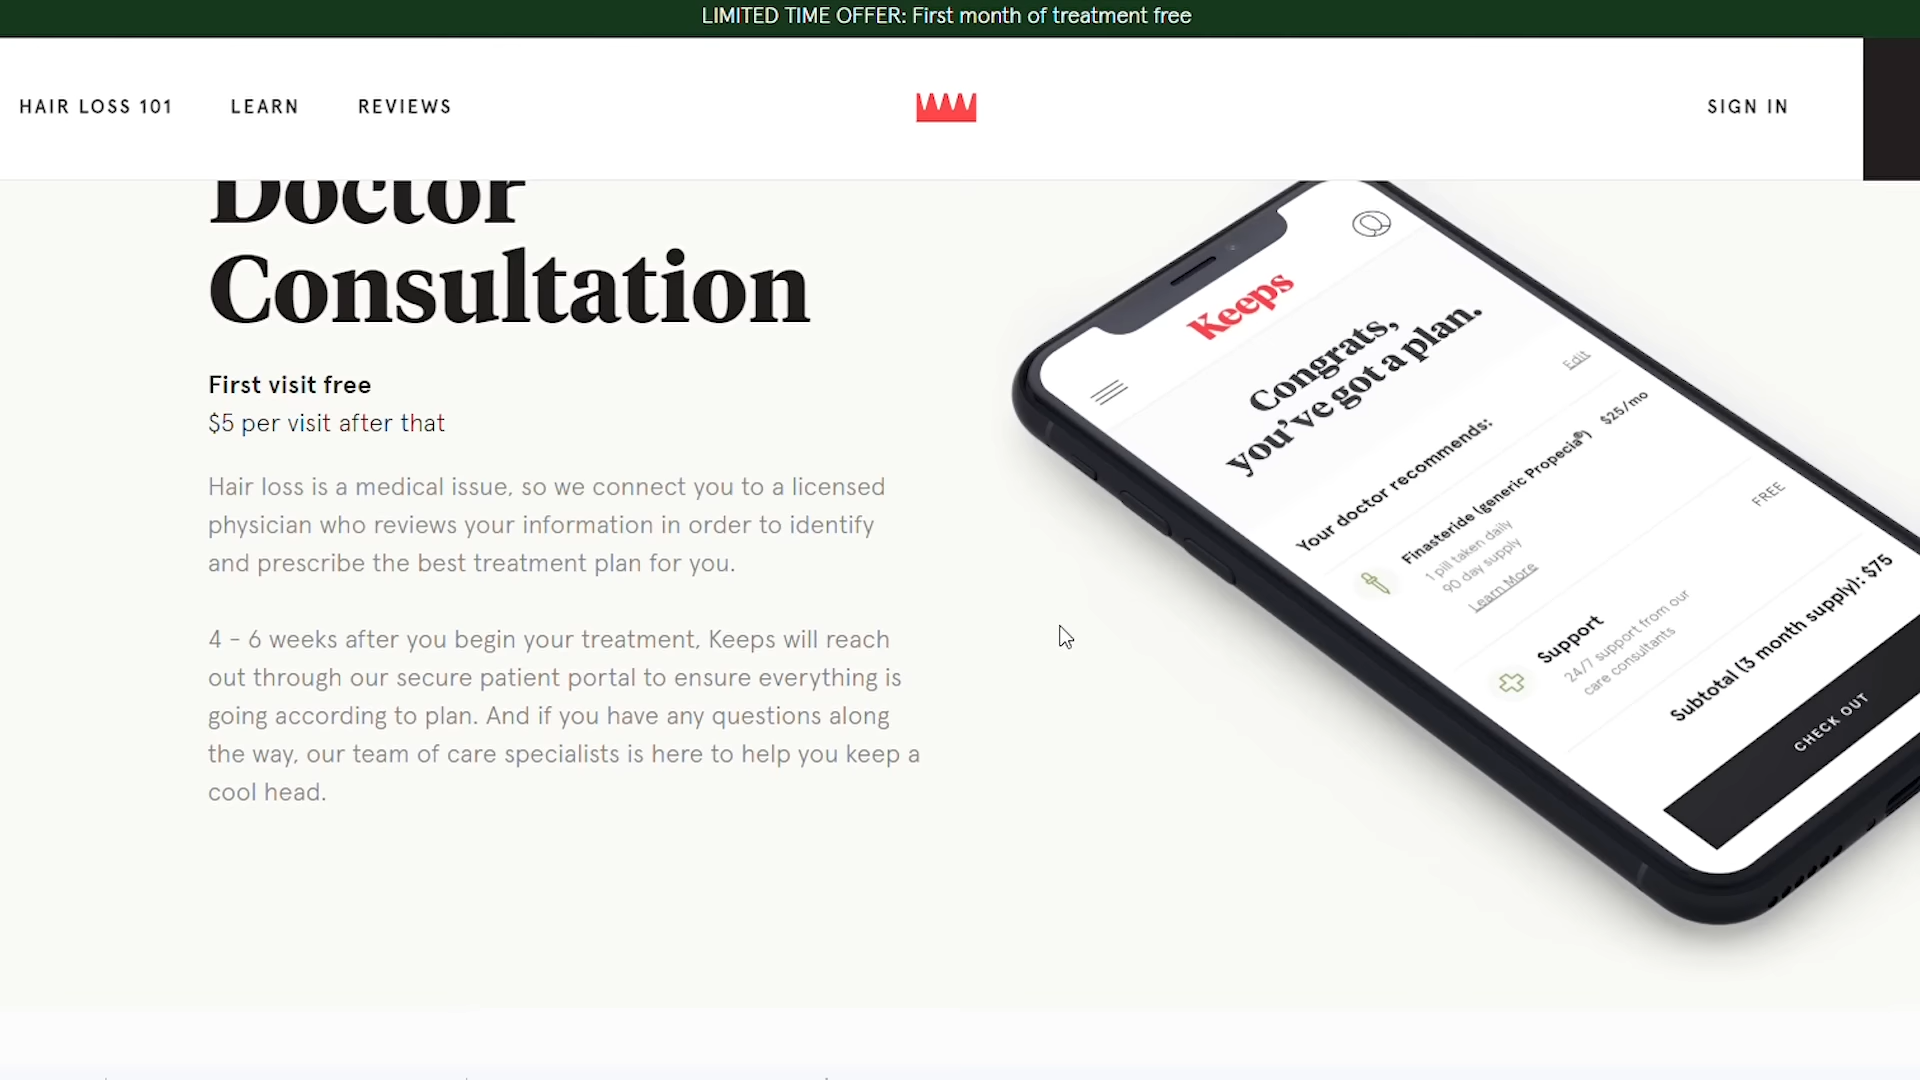 LIMITED TIME OFFER: First month of treatment free
HAIR LOSS 101
LEARN
REVIEWS
SIGN IN
Doctor
Consultation
First visit free
$5 per visit after that
Hair loss is a medical issue, so we connect you to a licensed
physician who reviews your information in order to identify
and prescribe the best treatment plan for you.
4 - 6 weeks after you begin your treatment, Keeps will reach
out through our secure patient portal to ensure everything is
going according to plan. And if you have any questions along
the way, our team of care specialists is here to help you keep a
cool head.
Keeps
Congrats,
you've got a plan.
Your doctor recommends:
Edit
Finasteride (generic Propecia®)
$25/mo
1 pill taken daily
90 day supply
Learn More
Support
FREE
24/7 support from our
care consultants
Subtotal (3 month supply): $75
CHECK OUT